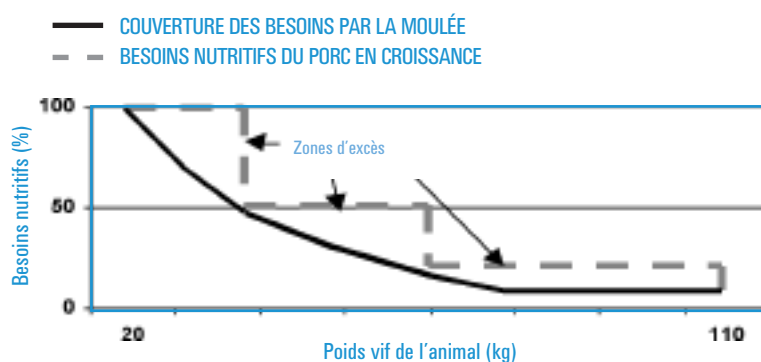 COUVERTURE DES BESOINS PAR LA MOULÉE
BESOINS NUTRITIFS DU PORC EN CROISSANCE
Besoins nutritifs (%)
100
Zones d'excès
50
0
20
110
Poids vif de l'animal (kg)